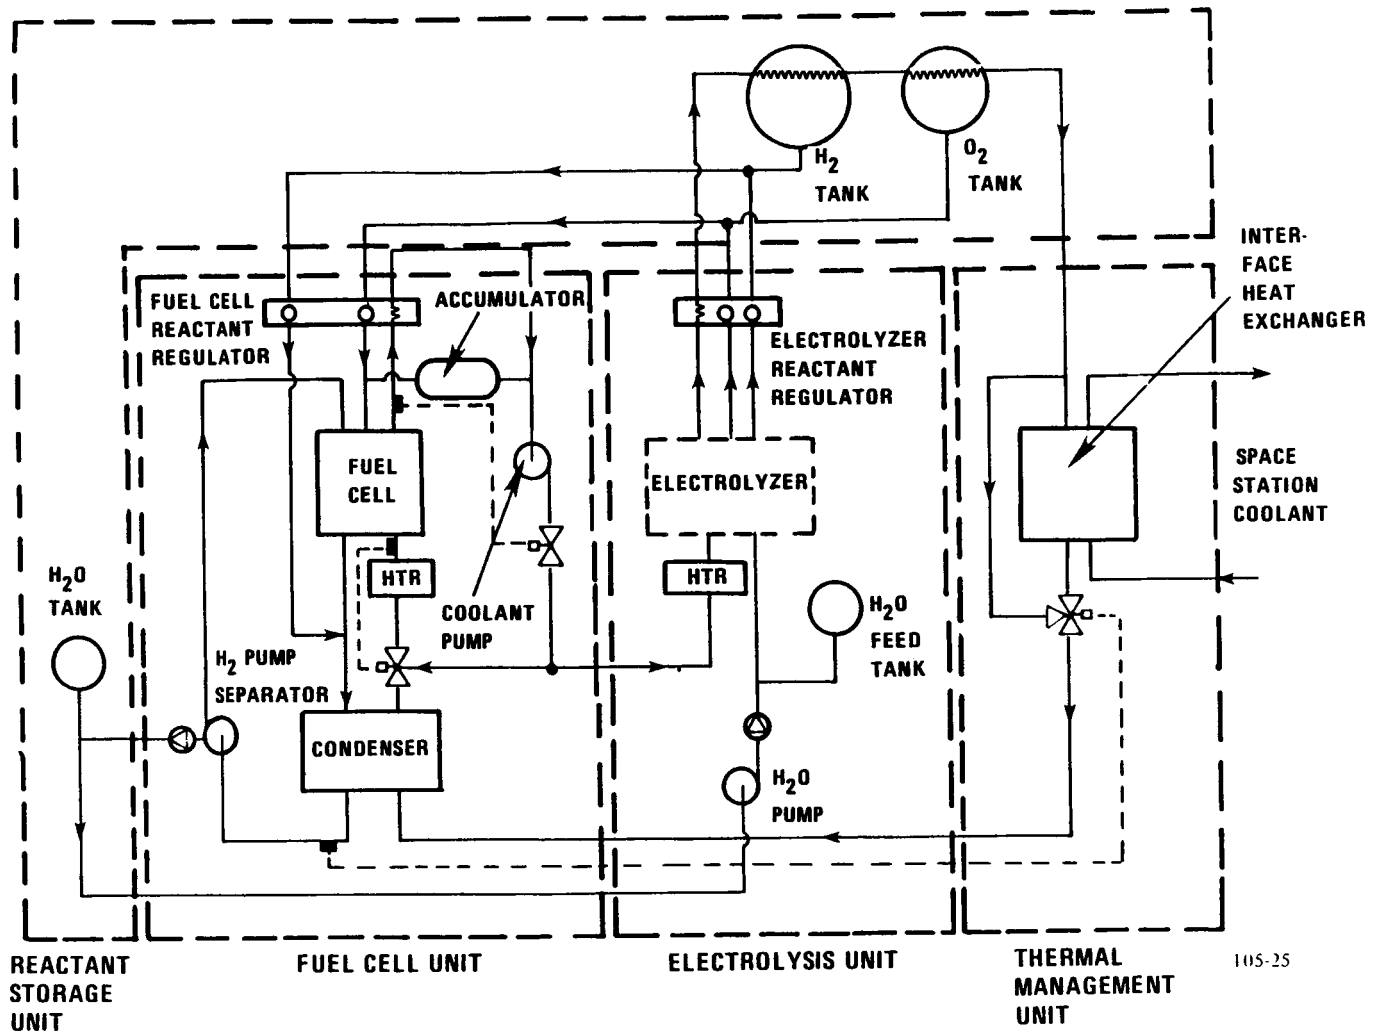 H2
TANK
O2
TANK
INTER-
FACE
HEAT
EXCHANGER
FUEL CELL
REACTANT
REGULATOR
ACCUMULATOR
ELECTROLYZER
REACTANT
REGULATOR
FUEL
CELL
ELECTROLYZER
SPACE
STATION
COOLANT
H2O
TANK
HTR
HTR
COOLANT
PUMP
H2O
FEED
TANK
H2 PUMP
SEPARATOR
CONDENSER
H2O
PUMP
REACTANT
STORAGE
UNIT
FUEL CELL UNIT
ELECTROLYSIS UNIT
THERMAL
MANAGEMENT
UNIT
105-25